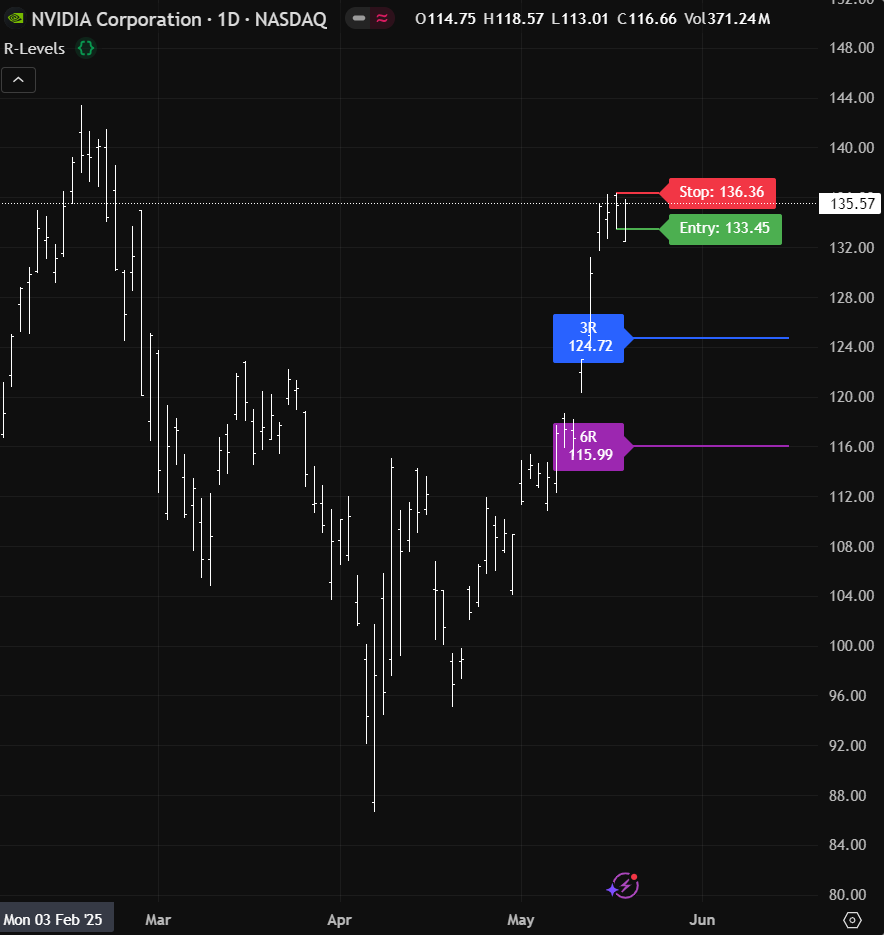 NVIDIA Corporation · 1D · NASDAQ O114.75 H118.57 L113.01 C116.66 Vol371.24M
R-Levels {}
148.00
144.00
140.00
Stop: 136.36
135.57
Entry: 133.45
132.00
128.00
3R
124.72
124.00
120.00
6R
115.99
116.00
112.00
108.00
104.00
100.00
96.00
92.00
88.00
84.00
80.00
Mon 03 Feb '25 Mar Apr May Jun